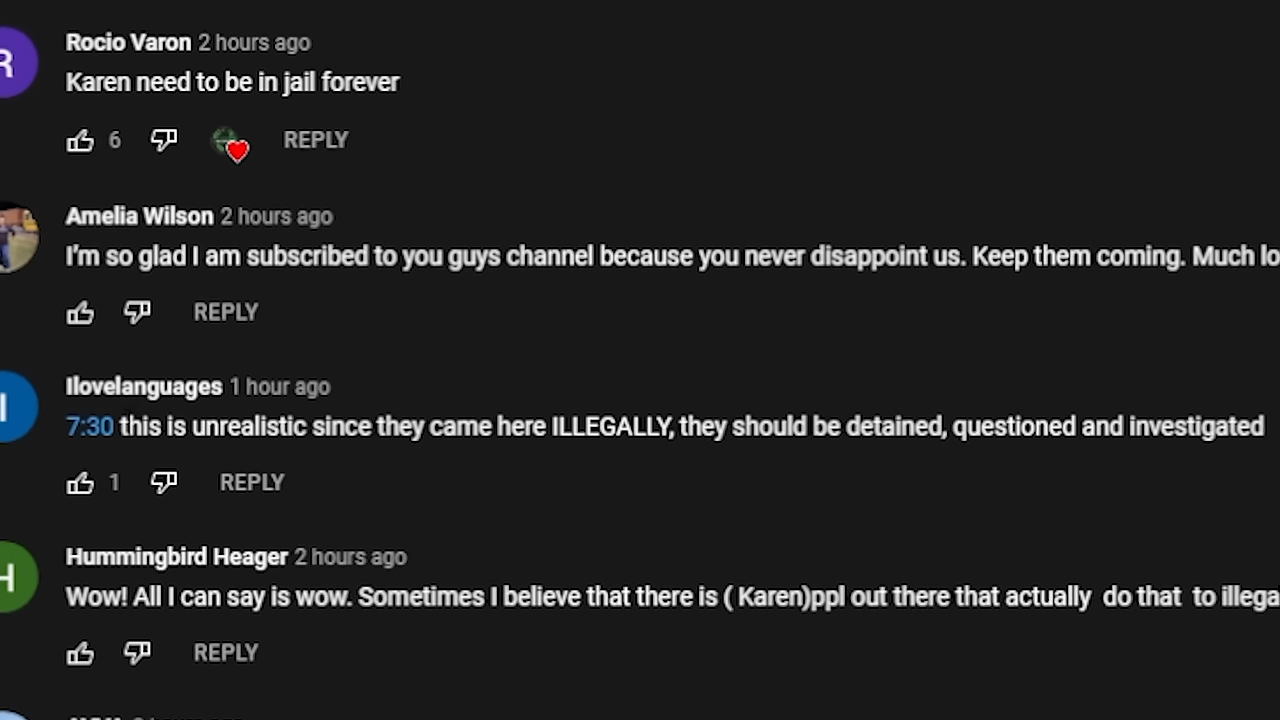 R
Rocio Varon 2 hours ago
Karen need to be in jail forever
6 REPLY
Amelia Wilson 2 hours ago
I'm so glad I am subscribed to you guys channel because you never disappoint us. Keep them coming. Much lo
REPLY
I
Ilovelanguages 1 hour ago
7:30 this is unrealistic since they came here ILLEGALLY, they should be detained, questioned and investigated
1 REPLY
H
Hummingbird Heager 2 hours ago
Wow! All I can say is wow. Sometimes I believe that there is ( Karen)ppl out there that actually do that to illega
REPLY